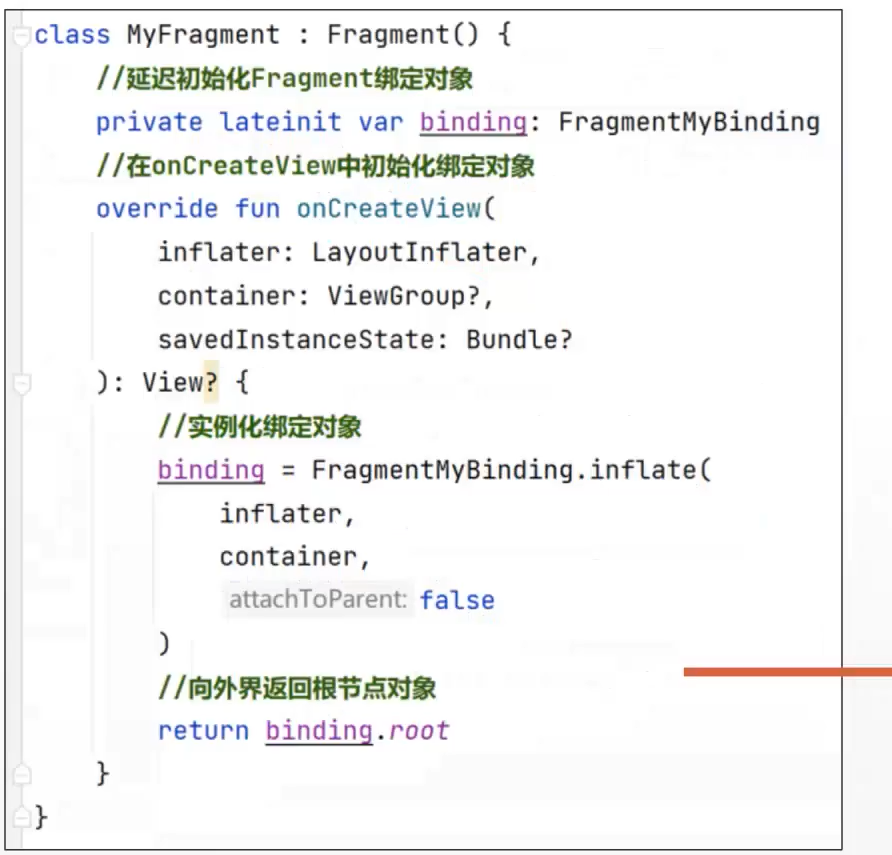 class MyFragment : Fragment() {
//延迟初始化Fragment绑定对象
private lateinit var binding: FragmentMyBinding
//在onCreateView中初始化绑定对象
override fun onCreateView(
inflater: LayoutInflater,
container: ViewGroup?,
savedInstanceState: Bundle?
): View? {
//实例化绑定对象
binding = FragmentMyBinding.inflate(
inflater,
container,
attachToParent: false
)
//向外界返回根节点对象
return binding.root
}
}